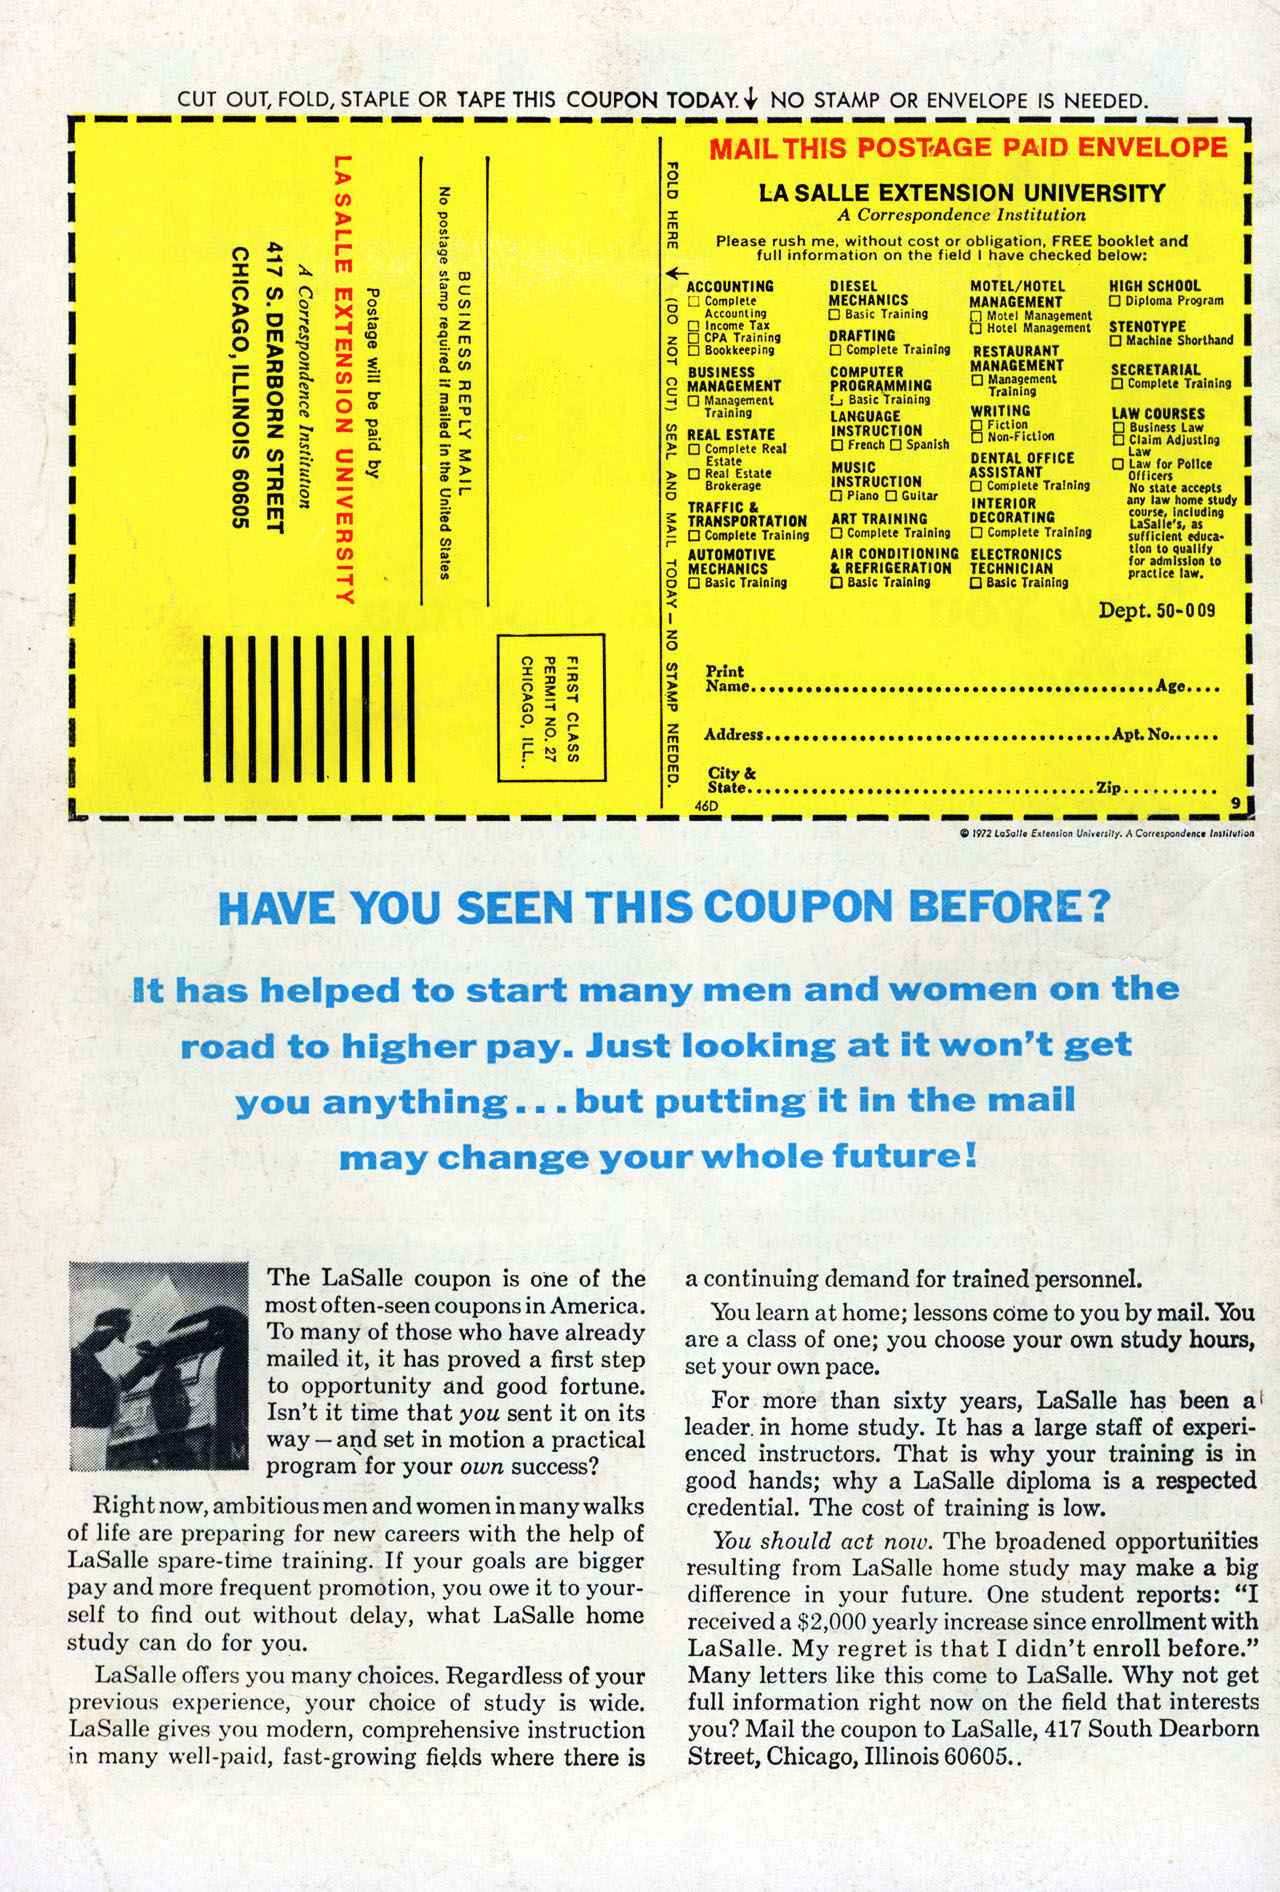 CUT OUT, FOLD, STAPLE OR TAPE THIS COUPON TODAY.↓ NO STAMP OR ENVELOPE IS NEEDED.
FIRST CLASS
PERMIT NO. 27
CHICAGO, ILL..
BUSINESS REPLY MAIL
No postage stamp required if mailed in the United States
Postage will be paid by
LA SALLE EXTENSION UNIVERSITY
A Correspondence Institution
417 S. DEARBORN STREET
CHICAGO, ILLINOIS 60605
FOLD HERE ↓ (DO NOT CUT) SEAL AND MAIL TODAY — NO STAMP NEEDED.
MAIL THIS POSTAGE PAID ENVELOPE
LA SALLE EXTENSION UNIVERSITY
A Correspondence Institution
Please rush me, without cost or obligation, FREE booklet and
full information on the field I have checked below:
ACCOUNTING
☐ Complete
Accounting
☐ Income Tax
☐ CPA Training
☐ Bookkeeping
BUSINESS
MANAGEMENT
☐ Management
Training
REAL ESTATE
☐ Complete Real
Estate
☐ Real Estate
Brokerage
TRAFFIC &
TRANSPORTATION
☐ Complete Training
AUTOMOTIVE
MECHANICS
☐ Basic Training
DIESEL
MECHANICS
☐ Basic Training
DRAFTING
☐ Complete Training
COMPUTER
PROGRAMMING
☐ Basic Training
LANGUAGE
INSTRUCTION
☐ French ☐ Spanish
MUSIC
INSTRUCTION
☐ Piano ☐ Guitar
ART TRAINING
☐ Complete Training
AIR CONDITIONING
& REFRIGERATION
☐ Basic Training
MOTEL/HOTEL
MANAGEMENT
☐ Motel Management
☐ Hotel Management
RESTAURANT
MANAGEMENT
☐ Management
Training
WRITING
☐ Fiction
☐ Non-Fiction
DENTAL OFFICE
ASSISTANT
☐ Complete Training
INTERIOR
DECORATING
☐ Complete Training
ELECTRONICS
TECHNICIAN
☐ Basic Training
HIGH SCHOOL
☐ Diploma Program
STENOTYPE
☐ Machine Shorthand
SECRETARIAL
☐ Complete Training
LAW COURSES
☐ Business Law
☐ Claim Adjusting
Law
☐ Law for Police
Officers
No state accepts
any law home study
course, including
LaSalle's, as
sufficient educa-
tion to qualify
for admission to
practice law.
Dept. 50-009
Print
Name........................................Age....
Address........................................Apt. No......
City &
State........................................Zip..........
46D 9
© 1972 LaSalle Extension University. A Correspondence Institution
HAVE YOU SEEN THIS COUPON BEFORE?
It has helped to start many men and women on the
road to higher pay. Just looking at it won't get
you anything...but putting it in the mail
may change your whole future!
The LaSalle coupon is one of the
most often-seen coupons in America.
To many of those who have already
mailed it, it has proved a first step
to opportunity and good fortune.
Isn't it time that you sent it on its
way—and set in motion a practical
program for your own success?
Right now, ambitious men and women in many walks
of life are preparing for new careers with the help of
LaSalle spare-time training. If your goals are bigger
pay and more frequent promotion, you owe it to your-
self to find out without delay, what LaSalle home
study can do for you.
LaSalle offers you many choices. Regardless of your
previous experience, your choice of study is wide.
LaSalle gives you modern, comprehensive instruction
in many well-paid, fast-growing fields where there is
a continuing demand for trained personnel.
You learn at home; lessons come to you by mail. You
are a class of one; you choose your own study hours,
set your own pace.
For more than sixty years, LaSalle has been a
leader in home study. It has a large staff of experi-
enced instructors. That is why your training is in
good hands; why a LaSalle diploma is a respected
credential. The cost of training is low.
You should act now. The broadened opportunities
resulting from LaSalle home study may make a big
difference in your future. One student reports: "I
received a $2,000 yearly increase since enrollment with
LaSalle. My regret is that I didn't enroll before."
Many letters like this come to LaSalle. Why not get
full information right now on the field that interests
you? Mail the coupon to LaSalle, 417 South Dearborn
Street, Chicago, Illinois 60605..